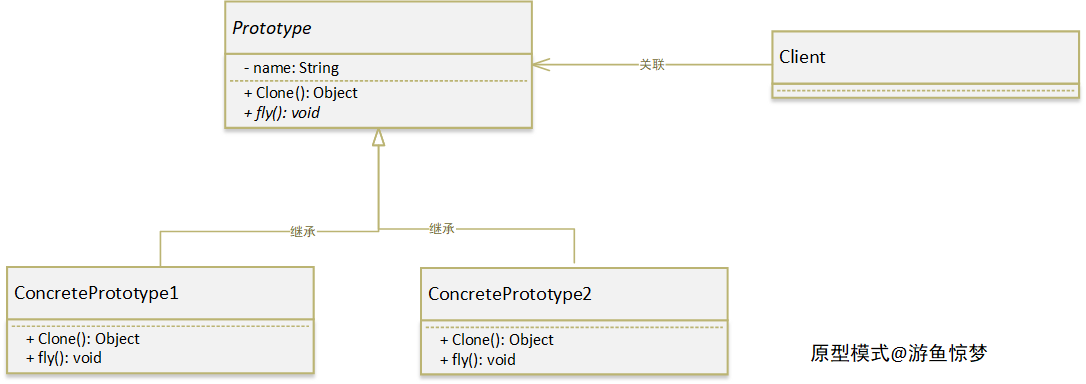 Prototype
- name: String
+ Clone(): Object
+ fly(): void
关联
Client
继承
继承
ConcretePrototype1
+ Clone(): Object
+ fly(): void
ConcretePrototype2
+ Clone(): Object
+ fly(): void
原型模式@游鱼惊梦